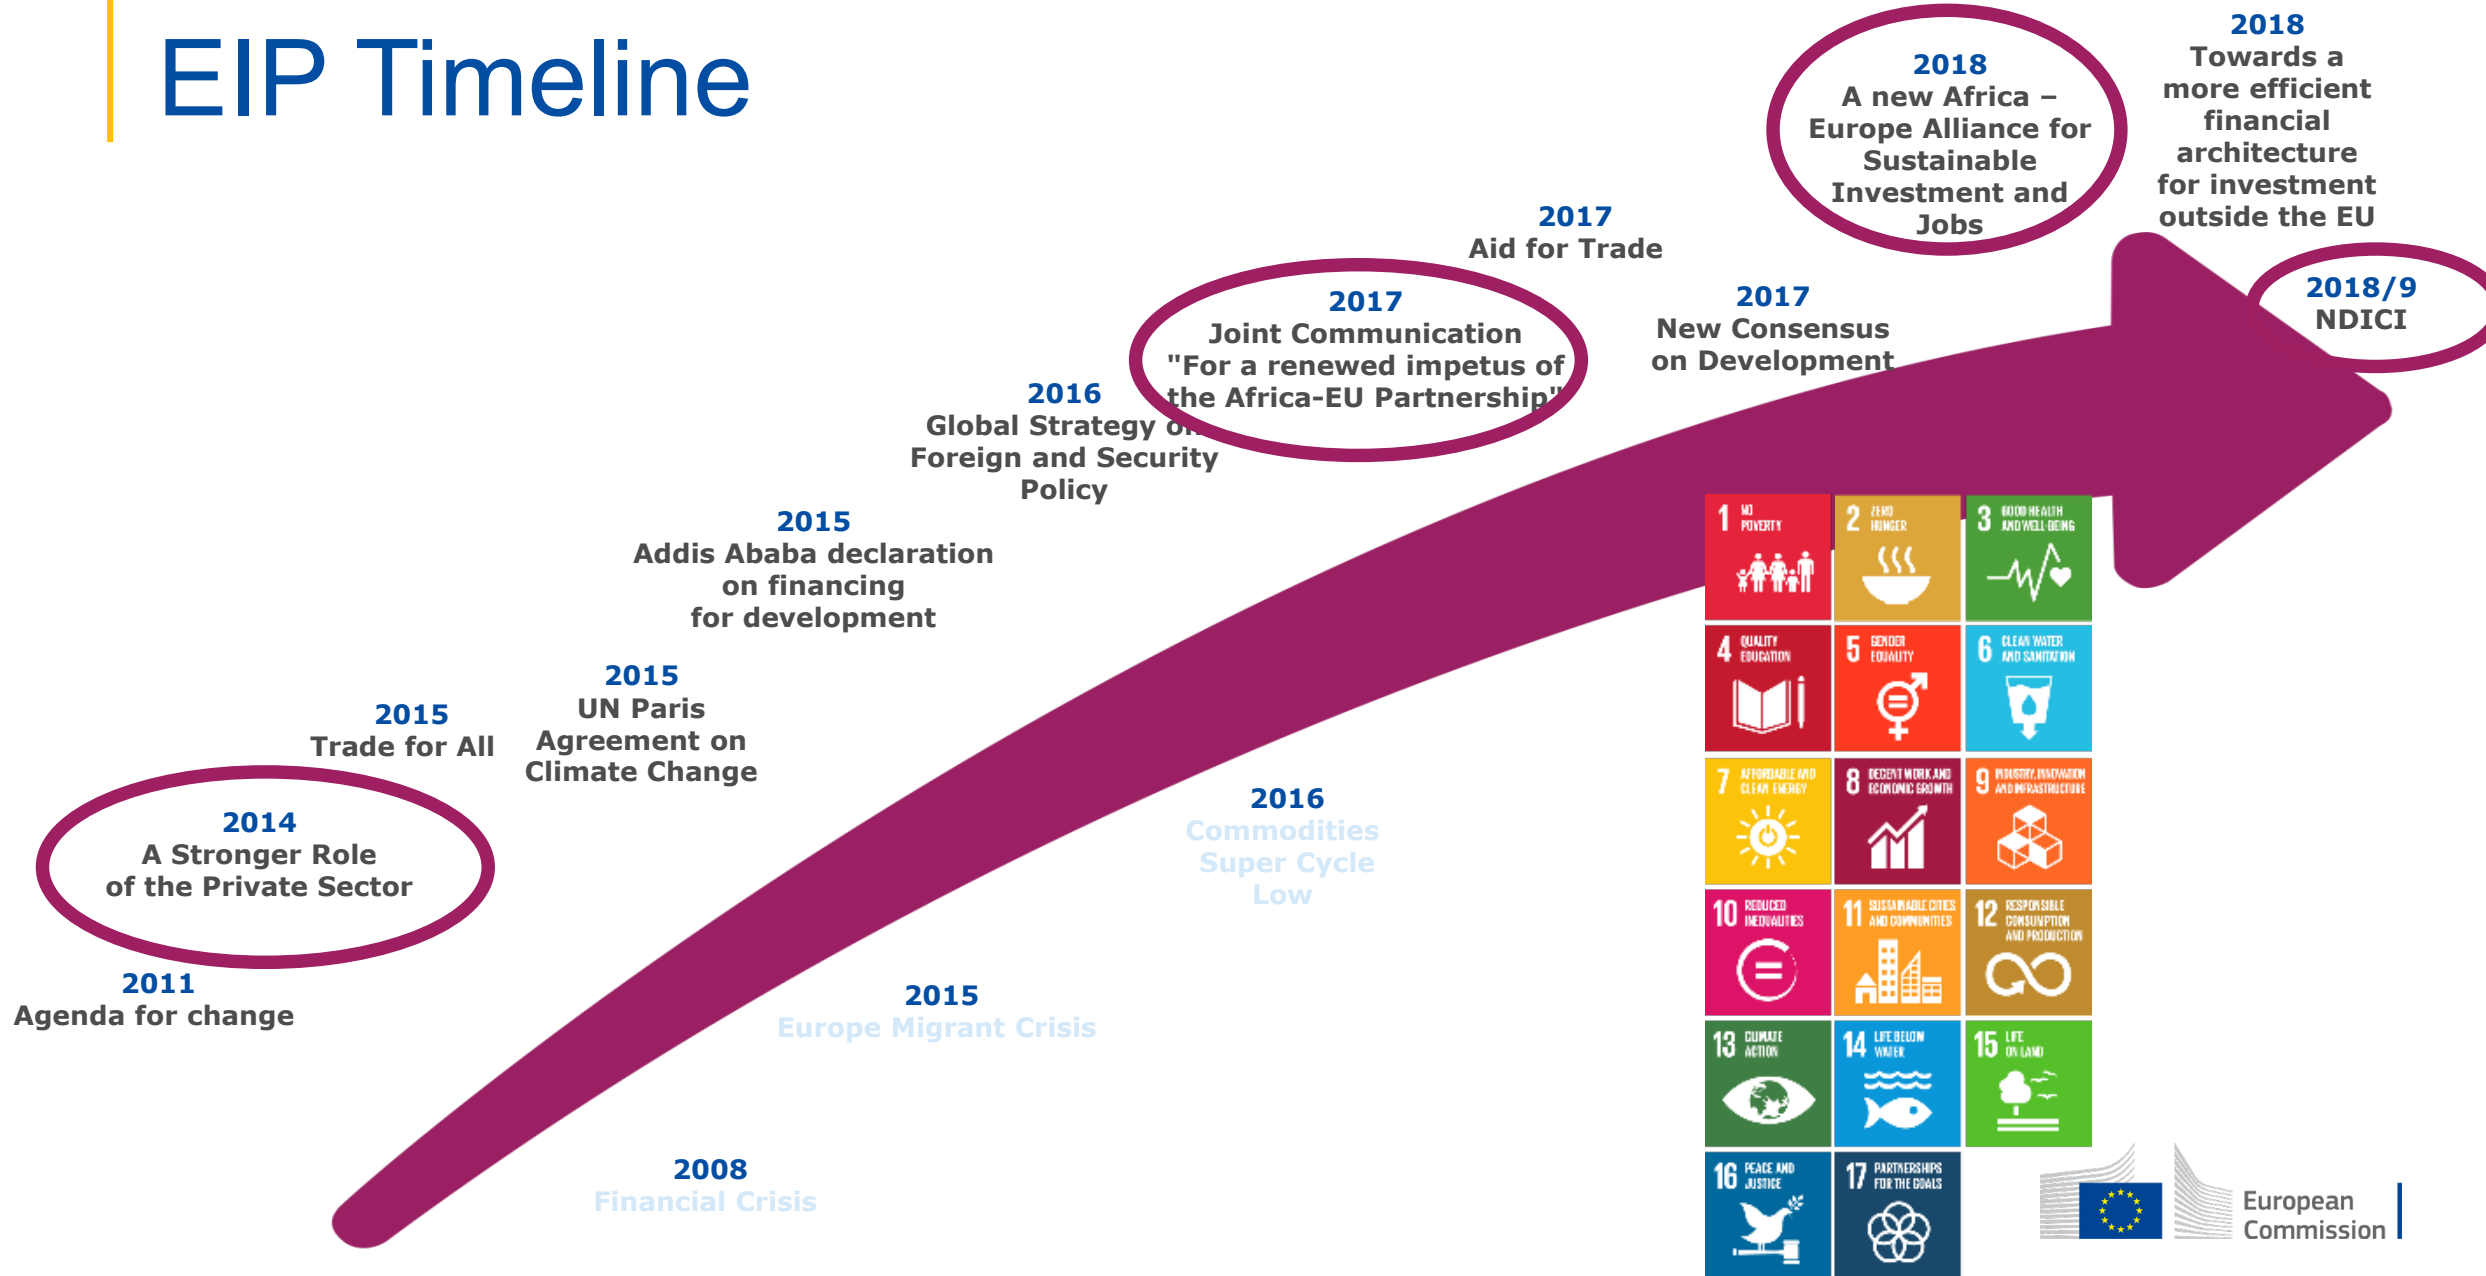 EIP Timeline
2018
A new Africa –
Europe Alliance for
Sustainable
Investment and
Jobs
2018
Towards a
more efficient
financial
architecture
for investment
outside the EU
2018/9
NDICI
2017
Aid for Trade
2017
New Consensus
on Development
2017
Joint Communication
"For a renewed impetus of
the Africa-EU Partnership"
2016
Global Strategy on
Foreign and Security
Policy
2015
Addis Ababa declaration
on financing
for development
2015
UN Paris
Agreement on
Climate Change
2015
Trade for All
2014
A Stronger Role
of the Private Sector
2011
Agenda for change
2016
Commodities
Super Cycle
Low
2015
Europe Migrant Crisis
2008
Financial Crisis
1 NO
POVERTY
2 ZERO
HUNGER
3 GOOD HEALTH
AND WELL-BEING
4 QUALITY
EDUCATION
5 GENDER
EQUALITY
6 CLEAN WATER
AND SANITATION
7 AFFORDABLE AND
CLEAN ENERGY
8 DECENT WORK AND
ECONOMIC GROWTH
9 INDUSTRY, INNOVATION
AND INFRASTRUCTURE
10 REDUCED
INEQUALITIES
11 SUSTAINABLE CITIES
AND COMMUNITIES
12 RESPONSIBLE
CONSUMPTION
AND PRODUCTION
13 CLIMATE
ACTION
14 LIFE BELOW
WATER
15 LIFE
ON LAND
16 PEACE AND
JUSTICE
17 PARTNERSHIPS
FOR THE GOALS
European
Commission